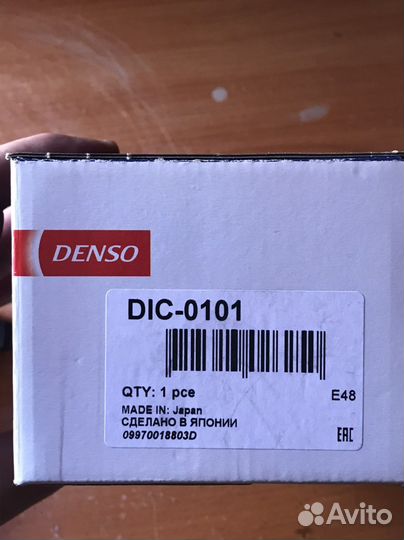 DENSO
DIC-0101
QTY: 1 pce
E48
MADE IN: Japan
СДЕЛАНО В ЯПОНИИ
09970018803D
EAC
Avito